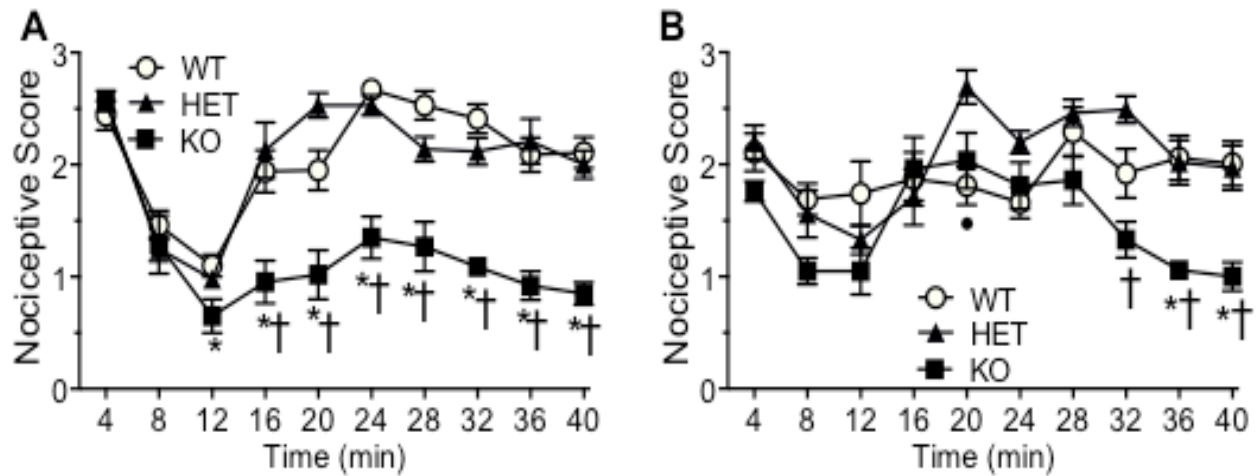 A
B
Nociceptive Score
3
2
1
0
WT
HET
KO
*
*†
*†
*†
*†
*†
*†
*†
4 8 12 16 20 24 28 32 36 40
Time (min)
Nociceptive Score
3
2
1
0
•
†
*†
*†
WT
HET
KO
4 8 12 16 20 24 28 32 36 40
Time (min)